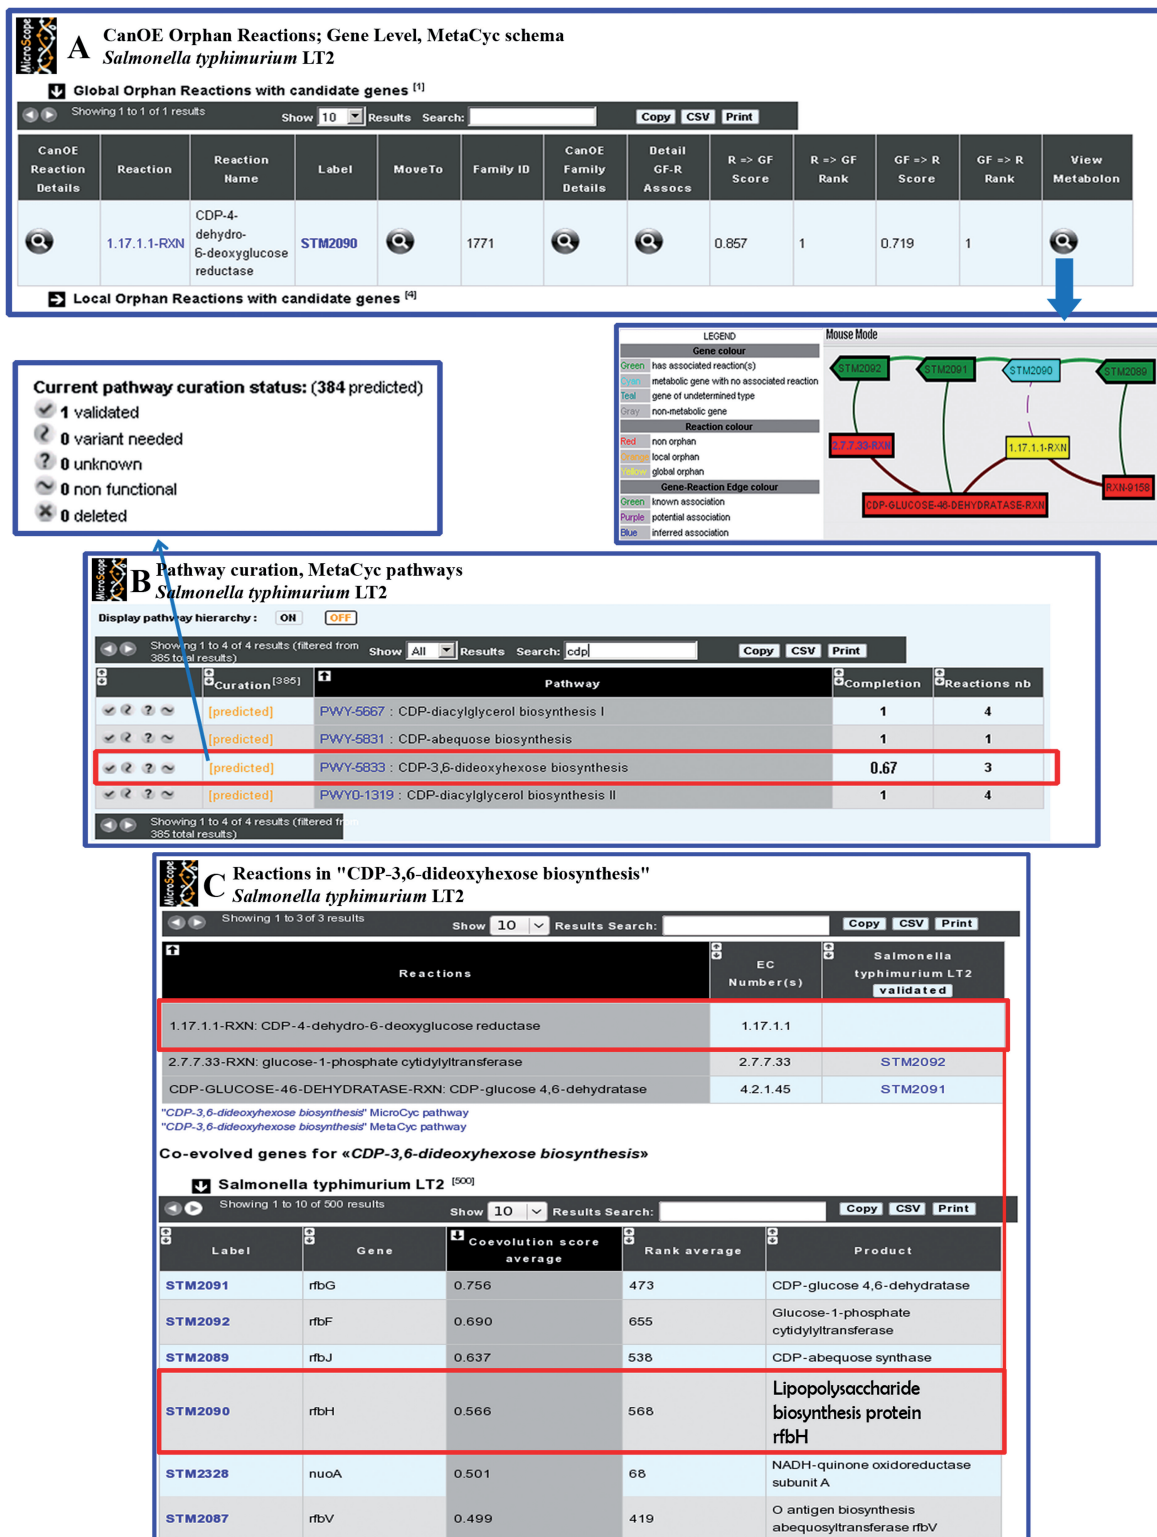 MicroScope
A CanOE Orphan Reactions; Gene Level, MetaCyc schema
Salmonella typhimurium LT2
Global Orphan Reactions with candidate genes [1]
Showing 1 to 1 of 1 results Show 10 Results Search: Copy CSV Print
CanOE Reaction Details Reaction Reaction Name Label MoveTo Family ID CanOE Family Details Detail GF-R Assocs R => GF Score R => GF Rank GF => R Score GF => R Rank View Metabolon
1.17.1.1-RXN CDP-4-dehydro-6-deoxyglucose reductase STM2090 1771 0.857 1 0.719 1
Local Orphan Reactions with candidate genes [4]
LEGEND
Gene colour
Green has associated reaction(s)
Cyan metabolic gene with no associated reaction
Teal gene of undetermined type
Gray non-metabolic gene
Reaction colour
Red non orphan
Orange local orphan
Yellow global orphan
Gene-Reaction Edge colour
Green known association
Purple potential association
Blue inferred association
Mouse Mode
STM2092 STM2091 STM2090 STM2089
2.7.7.33-RXN 1.17.1.1-RXN
RXN-9158
CDP-GLUCOSE-46-DEHYDRATASE-RXN
Current pathway curation status: (384 predicted)
1 validated
0 variant needed
0 unknown
0 non functional
0 deleted
MicroScope
B Pathway curation, MetaCyc pathways
Salmonella typhimurium LT2
Display pathway hierarchy : ON OFF
Showing 1 to 4 of 4 results (filtered from 385 total results) Show All Results Search: cdp Copy CSV Print
Curation [385] Pathway Completion Reactions nb
[predicted] PWY-5667 : CDP-diacylglycerol biosynthesis I 1 4
[predicted] PWY-5831 : CDP-abequose biosynthesis 1 1
[predicted] PWY-5833 : CDP-3,6-dideoxyhexose biosynthesis 0.67 3
[predicted] PWY0-1319 : CDP-diacylglycerol biosynthesis II 1 4
Showing 1 to 4 of 4 results (filtered from
385 total results)
MicroScope
C Reactions in "CDP-3,6-dideoxyhexose biosynthesis"
Salmonella typhimurium LT2
Showing 1 to 3 of 3 results Show 10 Results Search: Copy CSV Print
Reactions EC Number(s) Salmonella typhimurium LT2 validated
1.17.1.1-RXN: CDP-4-dehydro-6-deoxyglucose reductase 1.17.1.1
2.7.7.33-RXN: glucose-1-phosphate cytidylyltransferase 2.7.7.33 STM2092
CDP-GLUCOSE-46-DEHYDRATASE-RXN: CDP-glucose 4,6-dehydratase 4.2.1.45 STM2091
"CDP-3,6-dideoxyhexose biosynthesis" MicroCyc pathway
"CDP-3,6-dideoxyhexose biosynthesis" MetaCyc pathway
Co-evolved genes for «CDP-3,6-dideoxyhexose biosynthesis»
Salmonella typhimurium LT2 [500]
Showing 1 to 10 of 500 results Show 10 Results Search: Copy CSV Print
Label Gene Coevolution score average Rank average Product
STM2091 rfbG 0.756 473 CDP-glucose 4,6-dehydratase
STM2092 rfbF 0.690 655 Glucose-1-phosphate cytidylyltransferase
STM2089 rfbJ 0.637 538 CDP-abequose synthase
STM2090 rfbH 0.566 568 Lipopolysaccharide biosynthesis protein rfbH
STM2328 nuoA 0.501 68 NADH-quinone oxidoreductase subunit A
STM2087 rfbV 0.499 419 O antigen biosynthesis abequosyltransferase rfbV